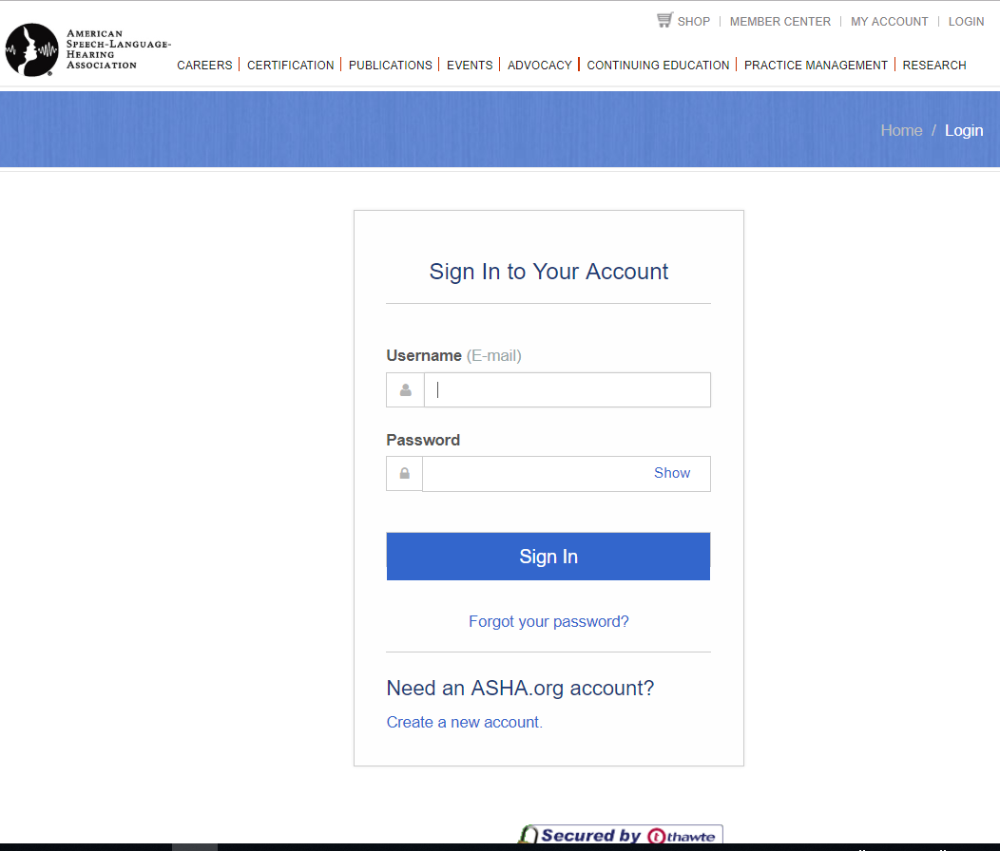 SHOP | MEMBER CENTER | MY ACCOUNT | LOGIN
AMERICAN
SPEECH-LANGUAGE-
HEARING
ASSOCIATION
CAREERS | CERTIFICATION | PUBLICATIONS | EVENTS | ADVOCACY | CONTINUING EDUCATION | PRACTICE MANAGEMENT | RESEARCH
Home / Login
Sign In to Your Account
Username (E-mail)
Password
Show
Sign In
Forgot your password?
Need an ASHA.org account?
Create a new account.
Secured by thawte